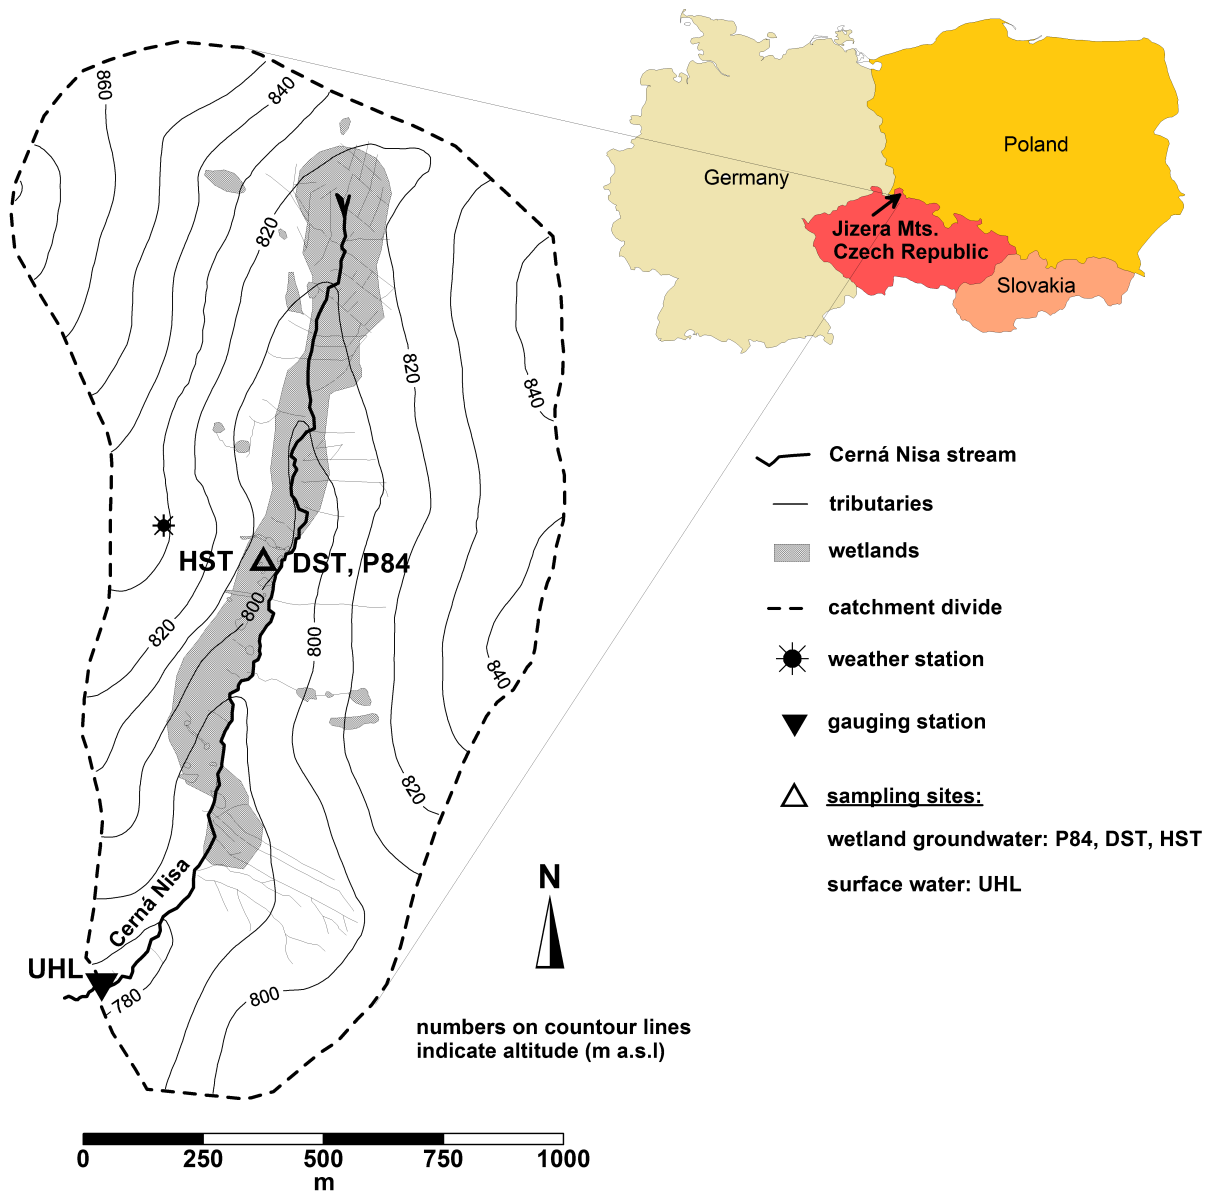 860
840
820
820
840
Germany
Poland
Jizera Mts.
Czech Republic
Slovakia
Cerná Nisa stream
tributaries
wetlands
catchment divide
weather station
gauging station
sampling sites:
wetland groundwater: P84, DST, HST
surface water: UHL
HST
DST, P84
800
820
800
840
820
Cerná Nisa
N
UHL
780
800
numbers on countour lines
indicate altitude (m a.s.l)
0
250
500
750
1000
m